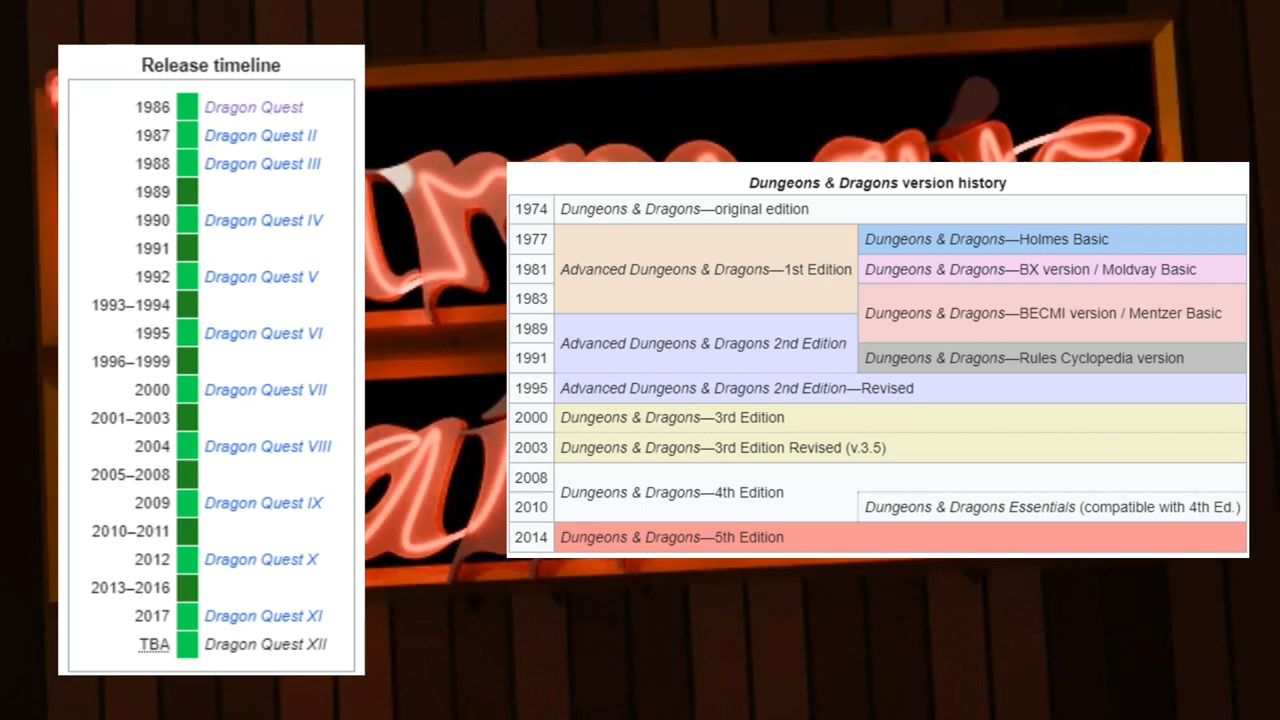 Release timeline
1986 Dragon Quest
1987 Dragon Quest II
1988 Dragon Quest III
1989
1990 Dragon Quest IV
1991
1992 Dragon Quest V
1993–1994
1995 Dragon Quest VI
1996–1999
2000 Dragon Quest VII
2001–2003
2004 Dragon Quest VIII
2005–2008
2009 Dragon Quest IX
2010–2011
2012 Dragon Quest X
2013–2016
2017 Dragon Quest XI
TBA Dragon Quest XII
Dungeons & Dragons version history
1974 Dungeons & Dragons—original edition
1977 Dungeons & Dragons—Holmes Basic
1981 Advanced Dungeons & Dragons—1st Edition Dungeons & Dragons—BX version / Moldvay Basic
1983
Dungeons & Dragons—BECMI version / Mentzer Basic
1989
Advanced Dungeons & Dragons 2nd Edition
1991 Dungeons & Dragons—Rules Cyclopedia version
1995 Advanced Dungeons & Dragons 2nd Edition—Revised
2000 Dungeons & Dragons—3rd Edition
2003 Dungeons & Dragons—3rd Edition Revised (v.3.5)
2008
Dungeons & Dragons—4th Edition
2010 Dungeons & Dragons Essentials (compatible with 4th Ed.)
2014 Dungeons & Dragons—5th Edition